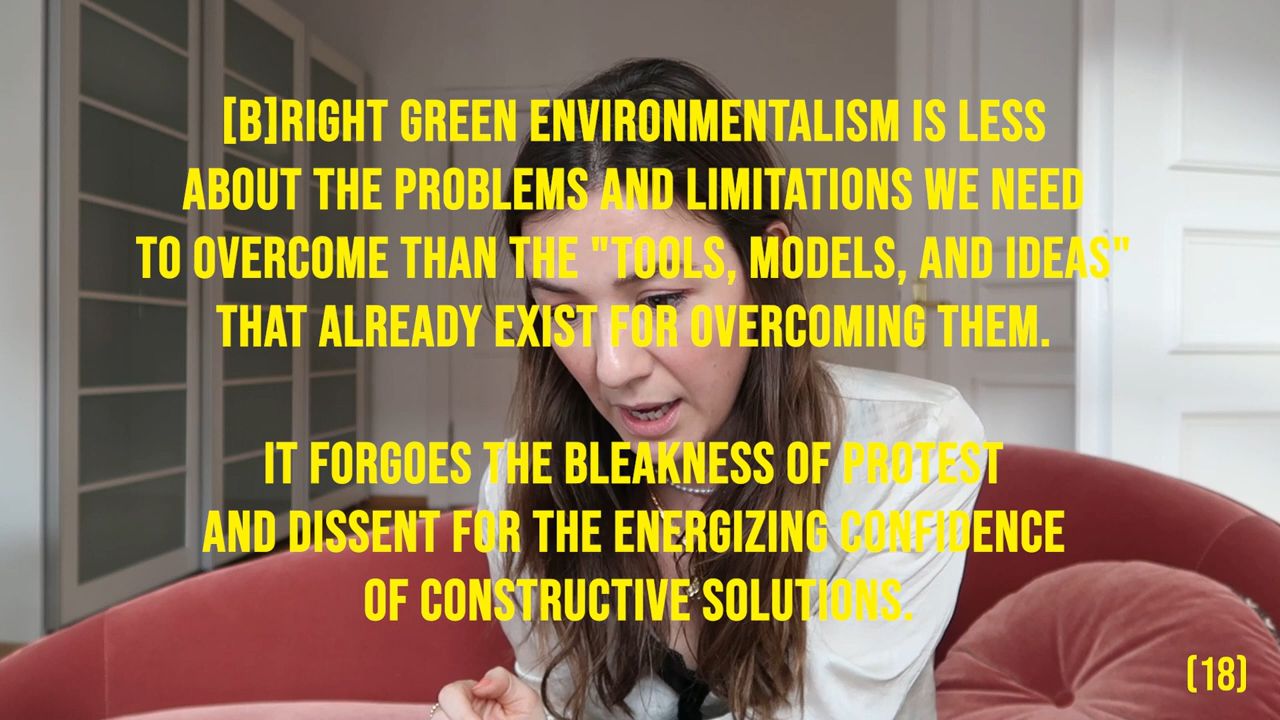 [B]RIGHT GREEN ENVIRONMENTALISM IS LESS
ABOUT THE PROBLEMS AND LIMITATIONS WE NEED
TO OVERCOME THAN THE "TOOLS, MODELS, AND IDEAS"
THAT ALREADY EXIST FOR OVERCOMING THEM.
IT FORGOES THE BLEAKNESS OF PROTEST
AND DISSENT FOR THE ENERGIZING CONFIDENCE
OF CONSTRUCTIVE SOLUTIONS.
(18)